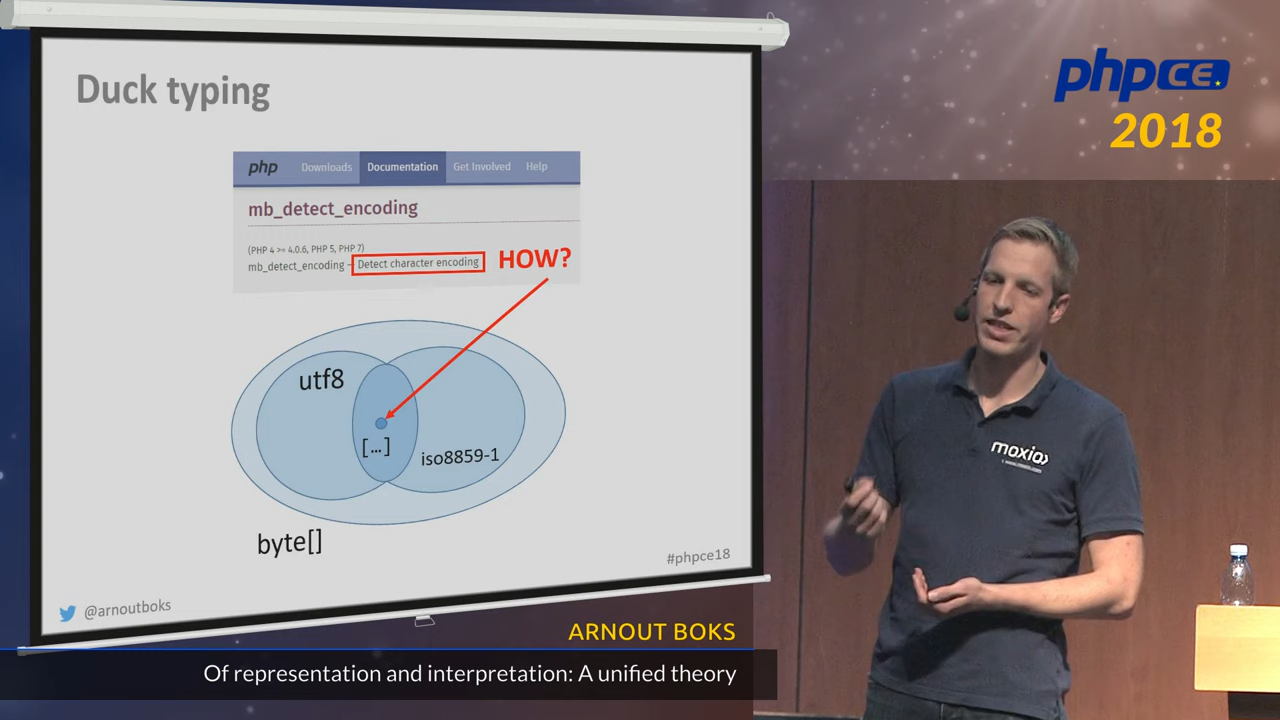 Duck typing
php Downloads Documentation Get Involved Help
mb_detect_encoding
(PHP 4 >= 4.0.6, PHP 5, PHP 7)
mb_detect_encoding – Detect character encoding
HOW?
utf8
[...]
iso8859-1
byte[]
#phpce18
@arnoutboks
phpce.
2018
moxio
ARNOUT BOKS
Of representation and interpretation: A unified theory